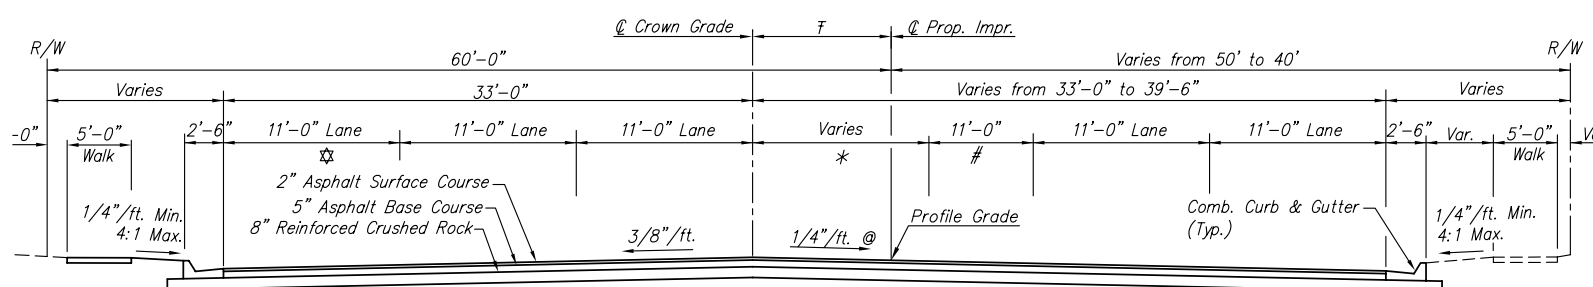 ℄ Crown Grade
Ŧ
℄ Prop. Impr.
R/W
60'-0"
Varies from 50' to 40'
R/W
Varies
33'-0"
Varies from 33'-0" to 39'-6"
Varies
-0"
5'-0"
Walk
2'-6"
11'-0" Lane
✡
11'-0" Lane
11'-0" Lane
Varies
*
11'-0"
#
11'-0" Lane
11'-0" Lane
2'-6"
Var.
5'-0"
Walk
2" Asphalt Surface Course
5" Asphalt Base Course
8" Reinforced Crushed Rock
1/4"/ft. Min.
4:1 Max.
3/8"/ft.
1/4"/ft. @
Profile Grade
Comb. Curb & Gutter
(Typ.)
1/4"/ft. Min.
4:1 Max.